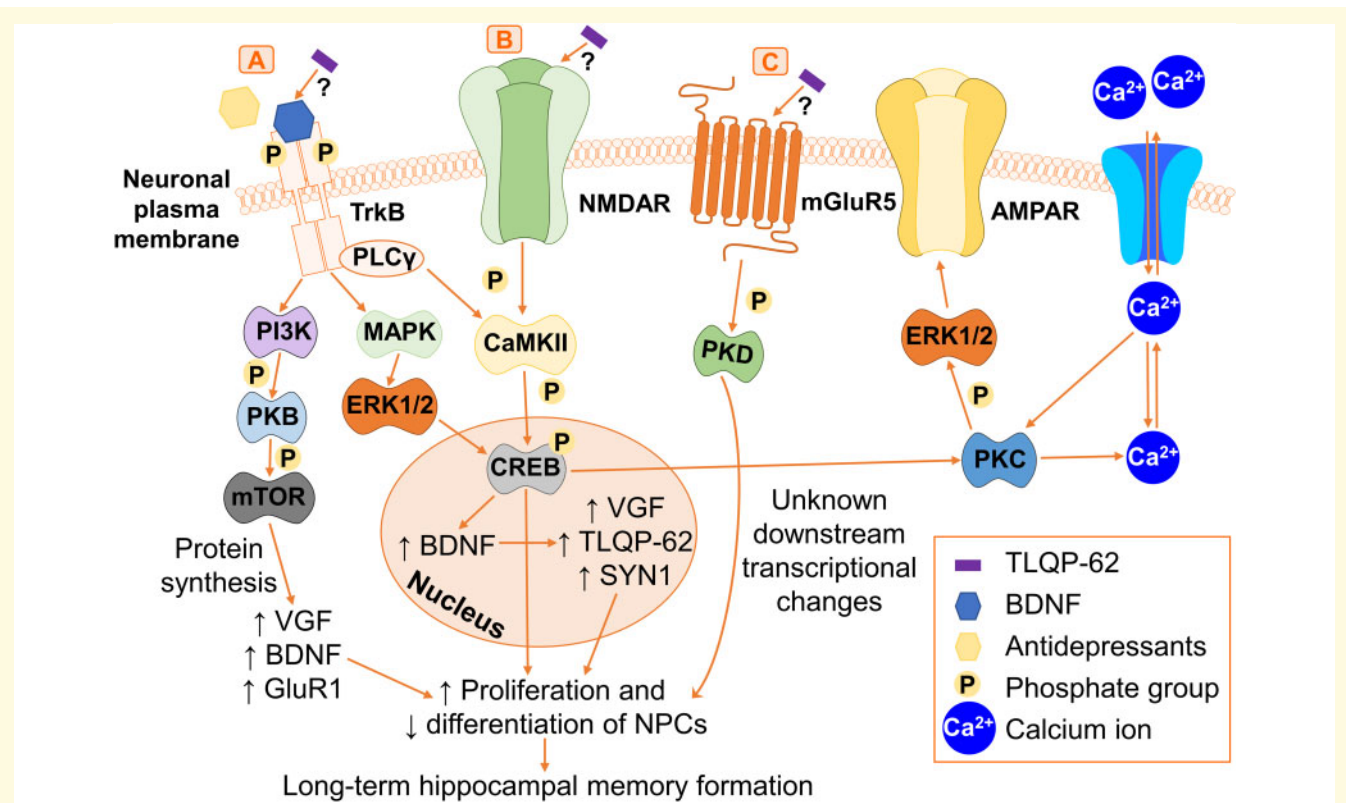 A
?
P
P
Neuronal
plasma
membrane
TrkB
PLCγ
PI3K
P
PKB
P
mTOR
Protein
synthesis
↑ VGF
↑ BDNF
↑ GluR1
MAPK
ERK1/2
B
?
NMDAR
P
CaMKII
P
P
CREB
↑ BDNF
↑ VGF
↑ TLQP-62
↑ SYN1
Nucleus
C
?
mGluR5
P
PKD
Unknown
downstream
transcriptional
changes
AMPAR
ERK1/2
P
PKC
Ca²⁺
Ca²⁺
Ca²⁺
Ca²⁺
↑ Proliferation and
↓ differentiation of NPCs
Long-term hippocampal memory formation
TLQP-62
BDNF
Antidepressants
P Phosphate group
Ca²⁺ Calcium ion